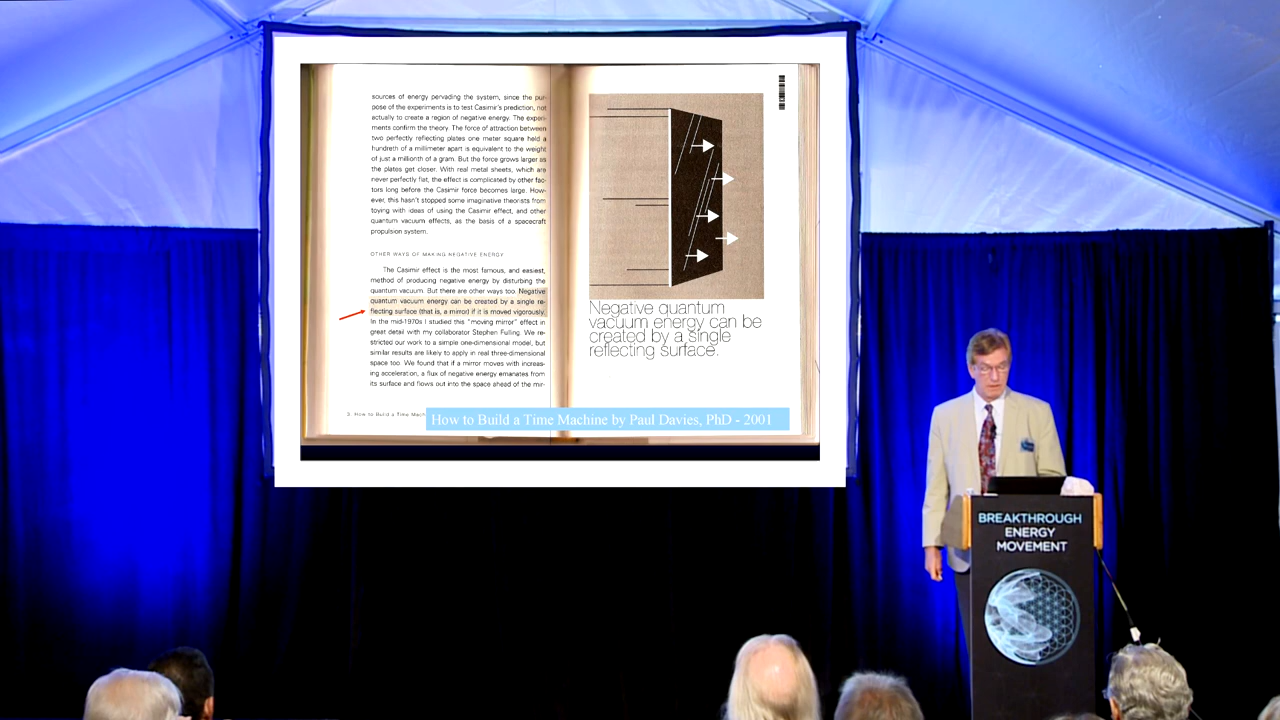 sources of energy pervading the system, since the pur-
pose of the experiments is to test Casimir's prediction, not
actually to create a region of negative energy. The experi-
ments confirm the theory. The force of attraction between
two perfectly reflecting plates one meter square held a
hundredth of a millimeter apart is equivalent to the weight
of just a millionth of a gram. But the force grows larger as
the plates get closer. With real metal sheets, which are
never perfectly flat, the effect is complicated by other fac-
tors long before the Casimir force becomes large. How-
ever, this hasn't stopped some imaginative theorists from
toying with ideas of using the Casimir effect, and other
quantum vacuum effects, as the basis of a spacecraft
propulsion system.
OTHER WAYS OF MAKING NEGATIVE ENERGY
The Casimir effect is the most famous, and easiest,
method of producing negative energy by disturbing the
quantum vacuum. But there are other ways too. Negative
quantum vacuum energy can be created by a single re-
flecting surface (that is, a mirror) if it is moved vigorously.
In the mid-1970s I studied this "moving mirror" effect in
great detail with my collaborator Stephen Fulling. We re-
stricted our work to a simple one-dimensional model, but
similar results are likely to apply in real three-dimensional
space too. We found that if a mirror moves with increas-
ing acceleration, a flux of negative energy emanates from
its surface and flows out into the space ahead of the mir-
3. How to Build a Time Mach
Negative quantum
vacuum energy can be
created by a single
reflecting surface.
How to Build a Time Machine by Paul Davies, PhD - 2001
BREAKTHROUGH
ENERGY
MOVEMENT